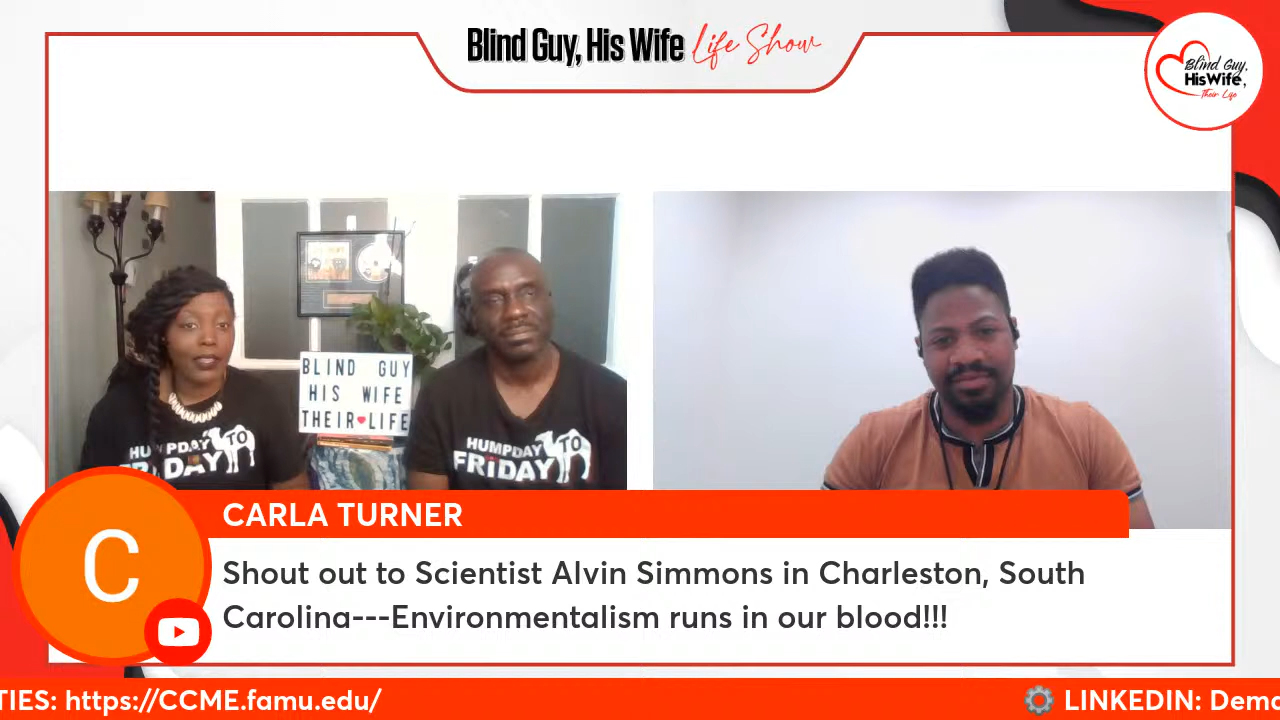 Blind Guy, His Wife Life Show
Blind Guy,
His Wife,
Their Life
BLIND GUY
HIS WIFE
THEIR LIFE
HUMPDAY TO
FRiDAY
HUMPDAY TO
FRiDAY
C
CARLA TURNER
Shout out to Scientist Alvin Simmons in Charleston, South
Carolina---Environmentalism runs in our blood!!!
TIES: https://CCME.famu.edu/
LINKEDIN: Demo